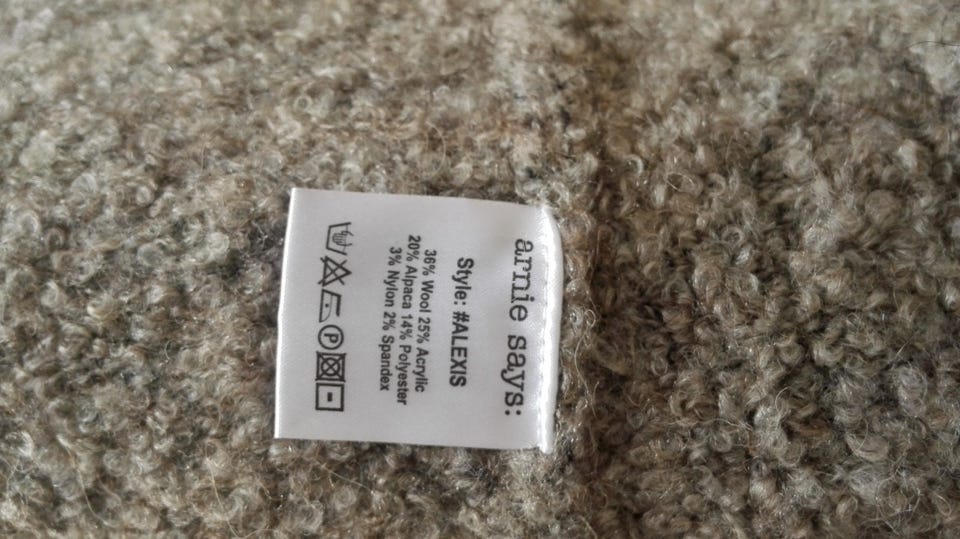 arnie says:
Style: #ALEXIS
36% Wool 25% Acrylic
20% Alpaca 14% Polyester
3% Nylon 2% Spandex
P